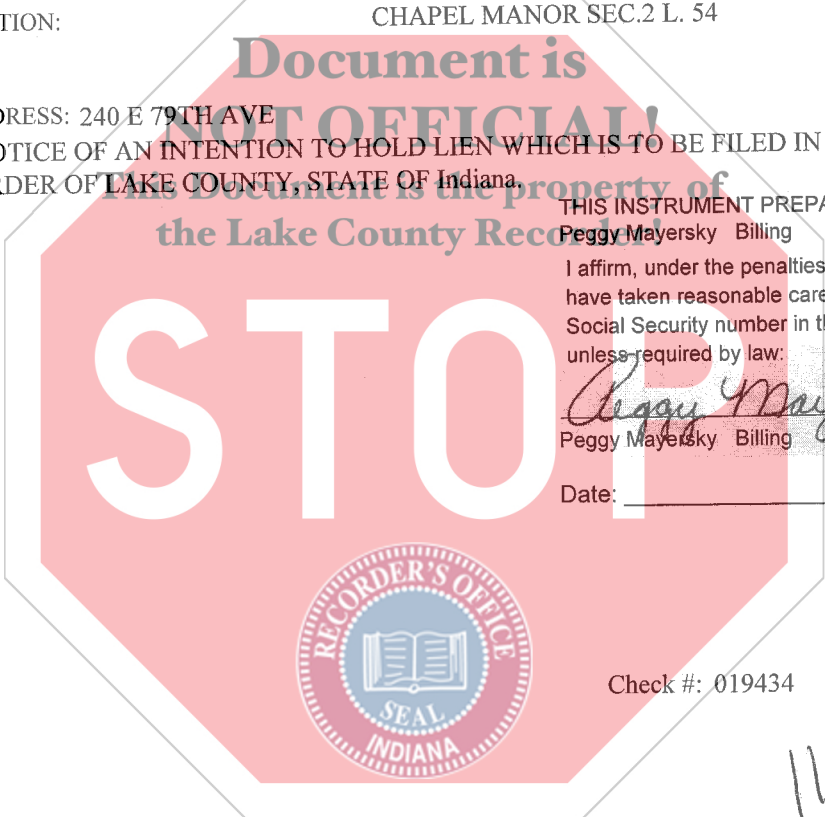 TION:
CHAPEL MANOR SEC.2 L. 54
Document is
NOT OFFICIAL!
DRESS: 240 E 79TH AVE
OTICE OF AN INTENTION TO HOLD LIEN WHICH IS TO BE FILED IN
RDER OF LAKE COUNTY, STATE OF Indiana,
This Document is the property of
the Lake County Recorder!
THIS INSTRUMENT PREPA
Peggy Mayersky Billing
I affirm, under the penalties
have taken reasonable care
Social Security number in th
unless required by law:
Peggy May
Peggy Mayersky Billing
Date:
STOP
RECORDER'S OFFICE
SEAL
INDIANA
Check #: 019434